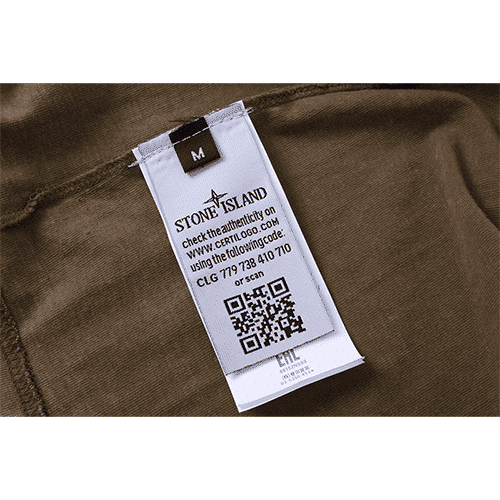 M
STONE ISLAND
check the authenticity on
WWW.CERTILOGO.COM
using the following code:
CLG 779 738 410 710
or scan
EAC